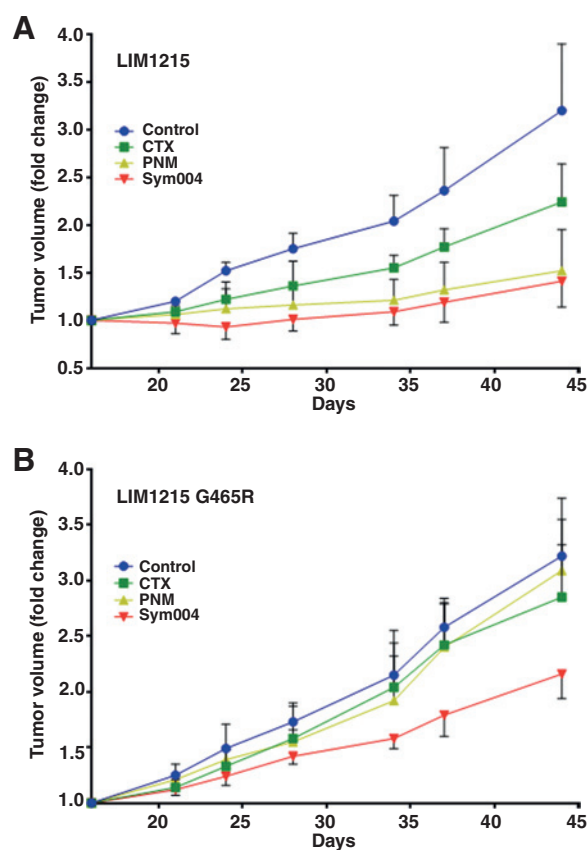 A
LIM1215
Control
CTX
PNM
Sym004
Tumor volume (fold change)
4.0
3.5
3.0
2.5
2.0
1.5
1.0
0.5
20 25 30 35 40 45
Days
B
LIM1215 G465R
Control
CTX
PNM
Sym004
Tumor volume (fold change)
4.0
3.5
3.0
2.5
2.0
1.5
1.0
20 25 30 35 40 45
Days